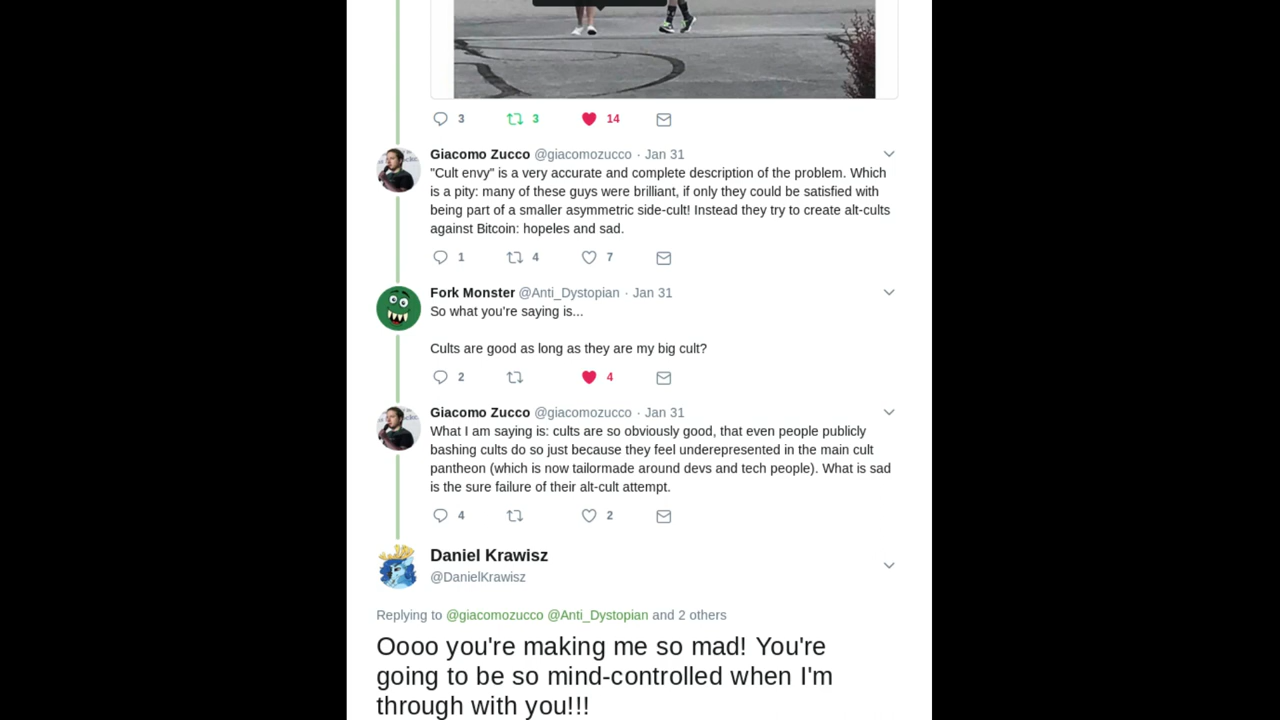 3 3 14
Giacomo Zucco @giacomozucco · Jan 31
"Cult envy" is a very accurate and complete description of the problem. Which
is a pity: many of these guys were brilliant, if only they could be satisfied with
being part of a smaller asymmetric side-cult! Instead they try to create alt-cults
against Bitcoin: hopeles and sad.
1 4 7
Fork Monster @Anti_Dystopian · Jan 31
So what you're saying is...
Cults are good as long as they are my big cult?
2 4
Giacomo Zucco @giacomozucco · Jan 31
What I am saying is: cults are so obviously good, that even people publicly
bashing cults do so just because they feel underepresented in the main cult
pantheon (which is now tailormade around devs and tech people). What is sad
is the sure failure of their alt-cult attempt.
4 2
Daniel Krawisz
@DanielKrawisz
Replying to @giacomozucco @Anti_Dystopian and 2 others
Oooo you're making me so mad! You're
going to be so mind-controlled when I'm
through with you!!!